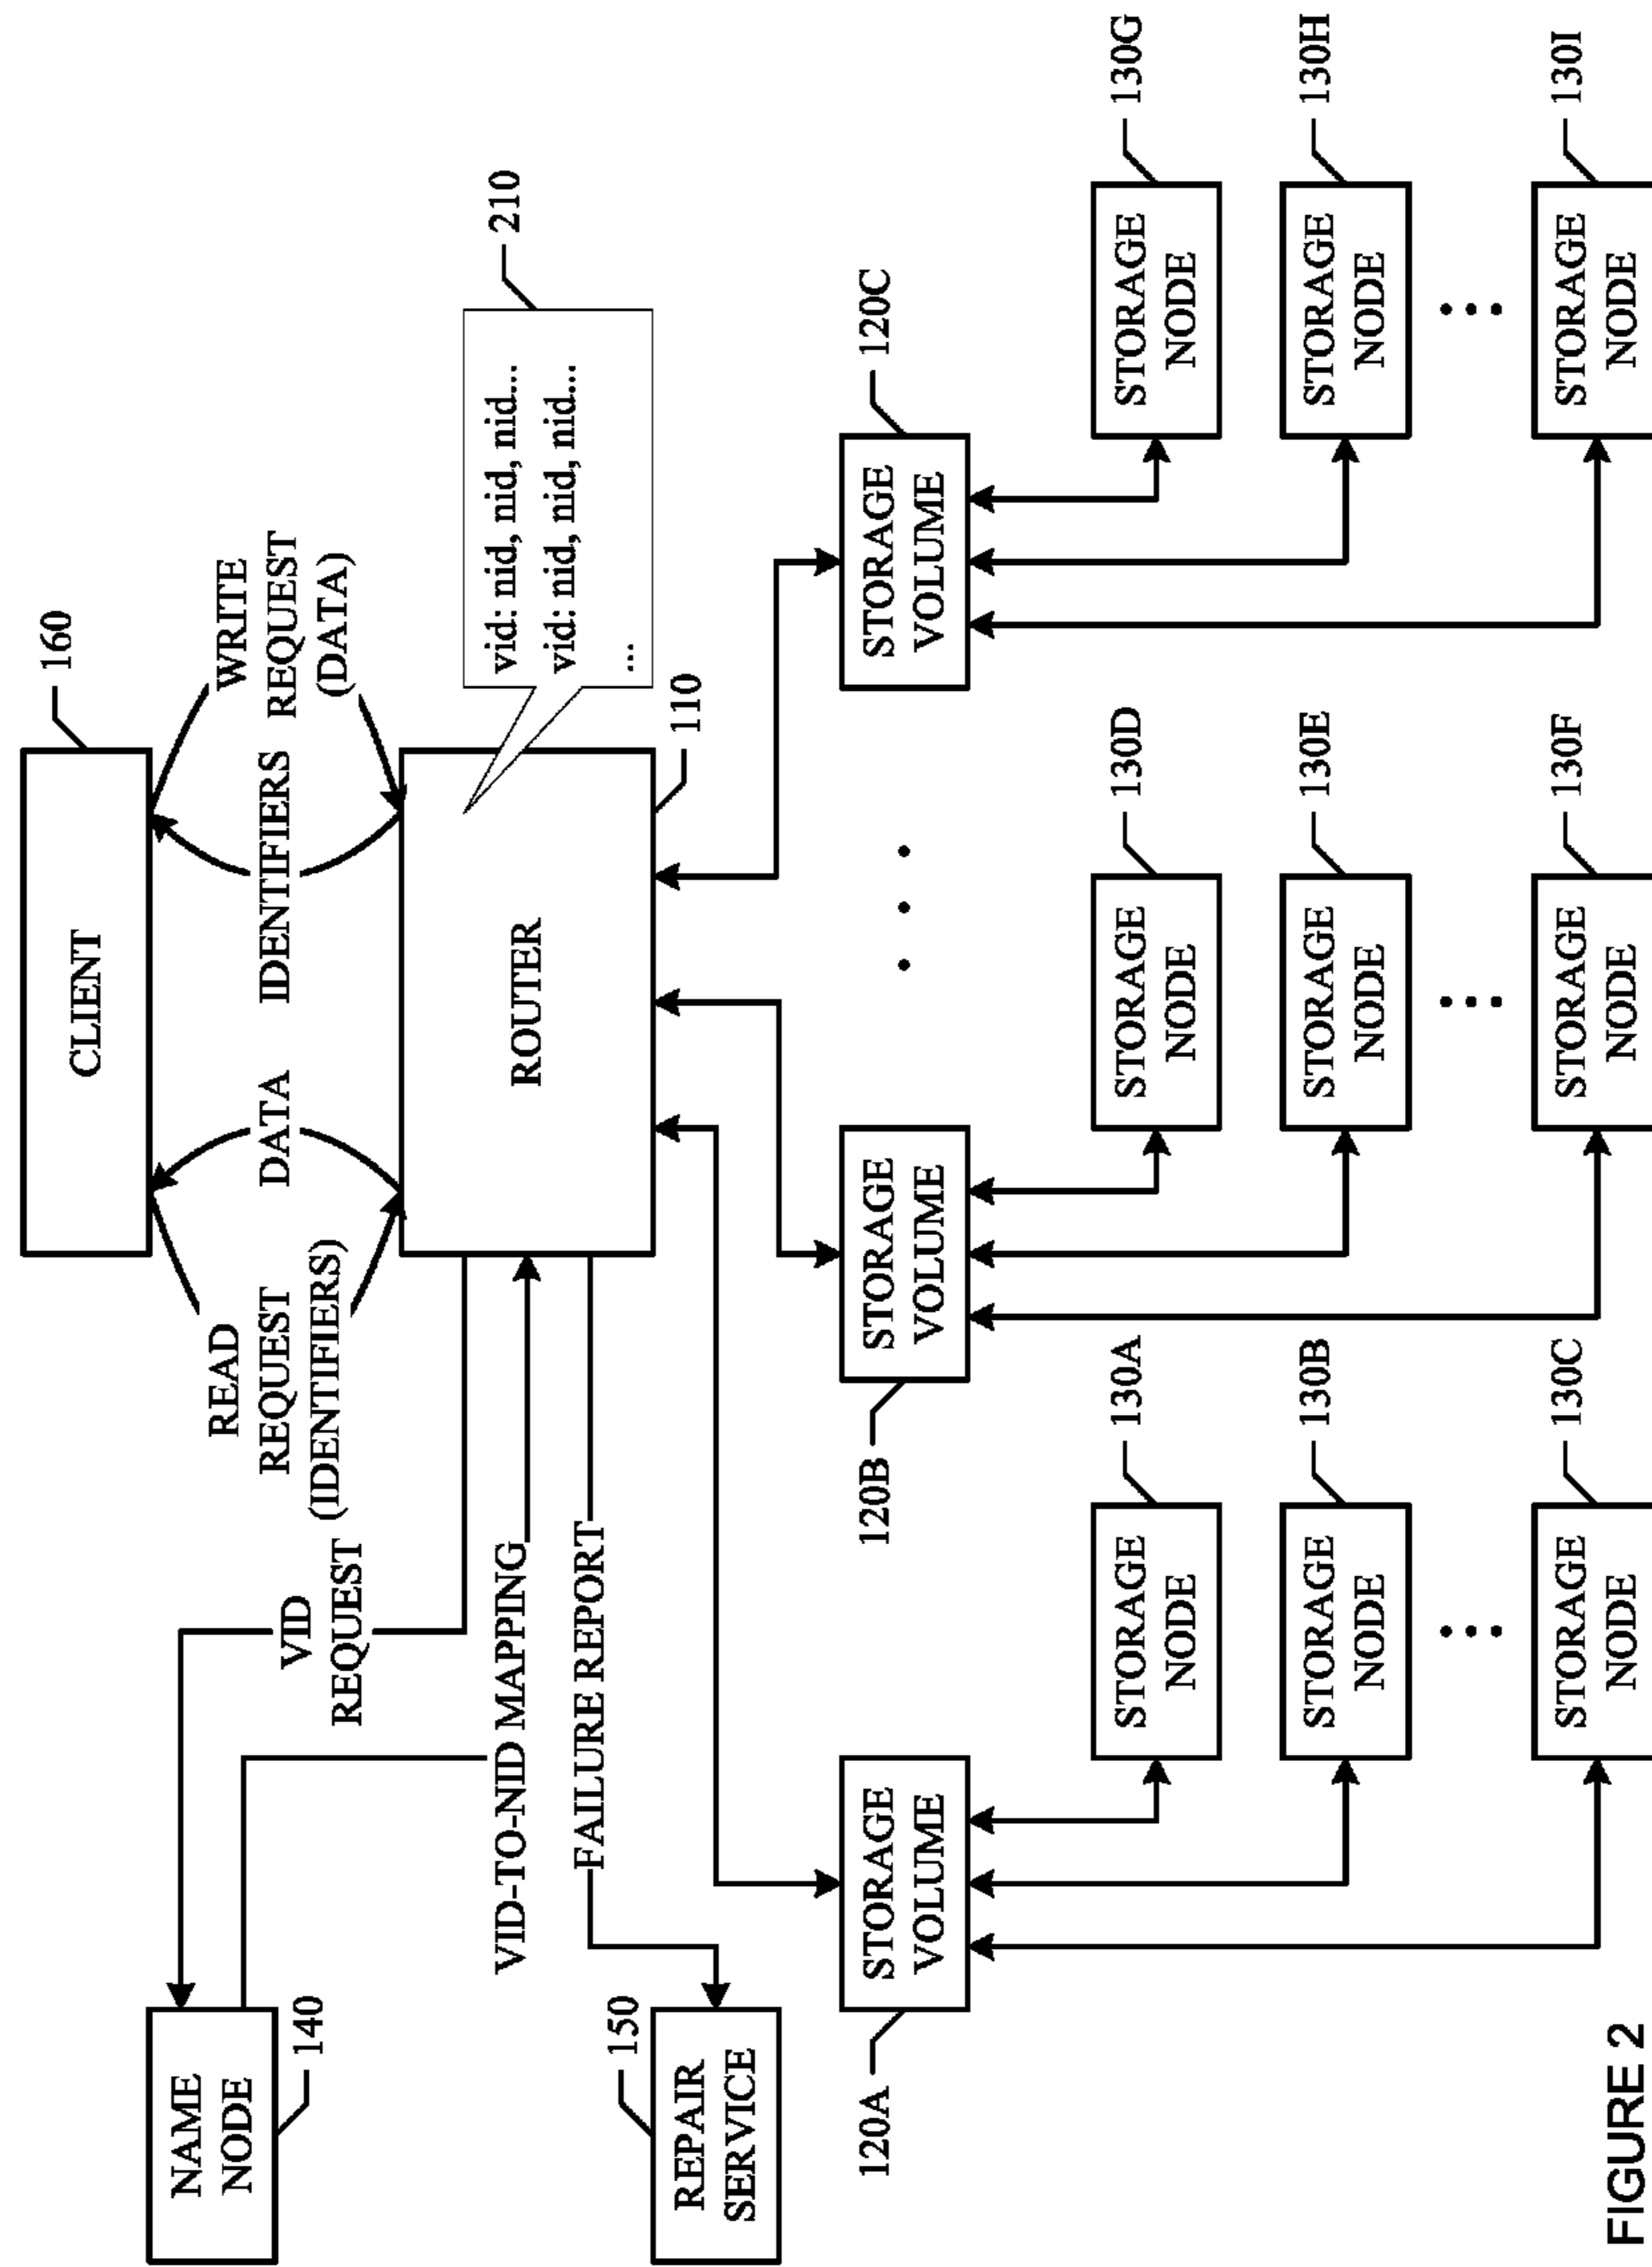 CLIENT
160
READ
REQUEST
(IDENTIFIERS)
DATA
IDENTIFIERS
WRITE
REQUEST
(DATA)
NAME
NODE
140
VID
REQUEST
VID-TO-NID MAPPING
FAILURE REPORT
REPAIR
SERVICE
150
ROUTER
110
vid: nid, nid, nid...
vid: nid, nid, nid...
...
210
STORAGE
VOLUME
120A
STORAGE
VOLUME
120B
STORAGE
VOLUME
120C
STORAGE
NODE
130A
STORAGE
NODE
130D
STORAGE
NODE
130G
STORAGE
NODE
130B
STORAGE
NODE
130E
STORAGE
NODE
130H
STORAGE
NODE
130C
STORAGE
NODE
130F
STORAGE
NODE
130I
FIGURE 2